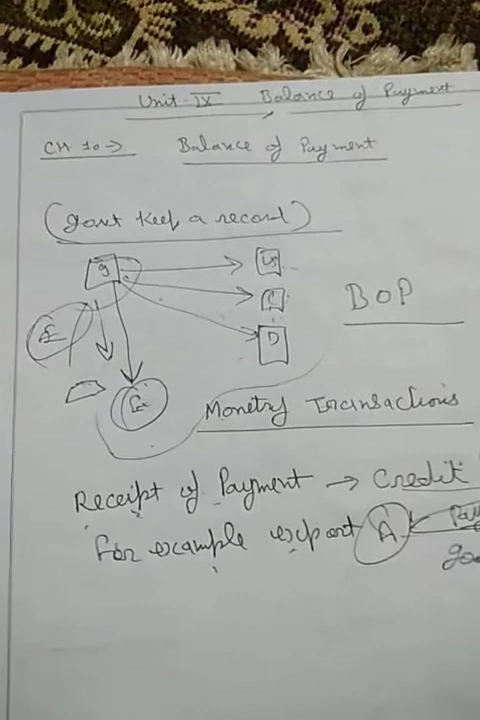 Unit-IX Balance of Payment
CH 10→ Balance of Payment
(Govt Keep a record)
BOP
Monetry Transactions
Receipt of Payment → Credit
For example export A